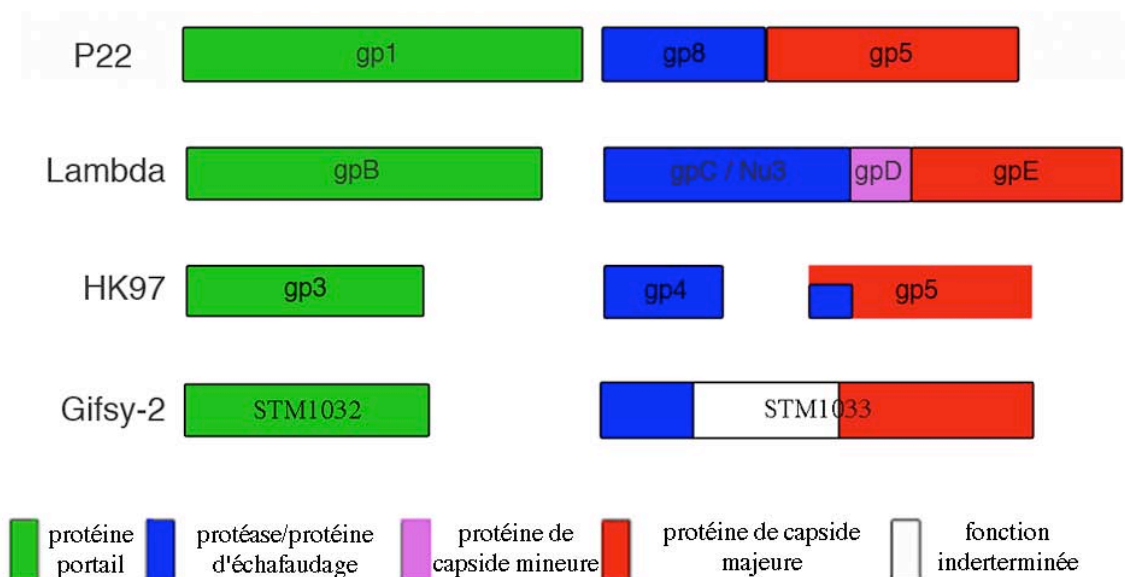 P22 gp1 gp8 gp5
Lambda gpB gpC / Nu3 gpD gpE
HK97 gp3 gp4 gp5
Gifsy-2 STM1032 STM1033
protéine portail
protéase/protéine d'échafaudage
protéine de capside mineure
protéine de capside majeure
fonction inderterminée